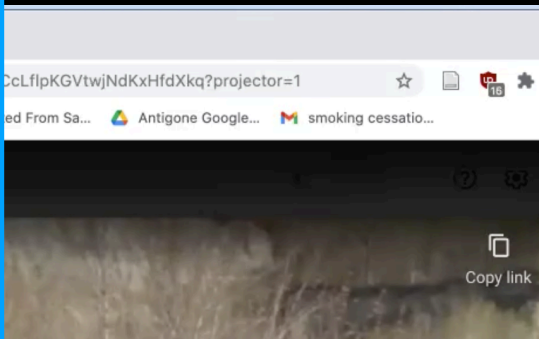 CcLflpKGVtwjNdKxHfdXkq?projector=1
16
ted From Sa... Antigone Google... smoking cessatio...
Copy link